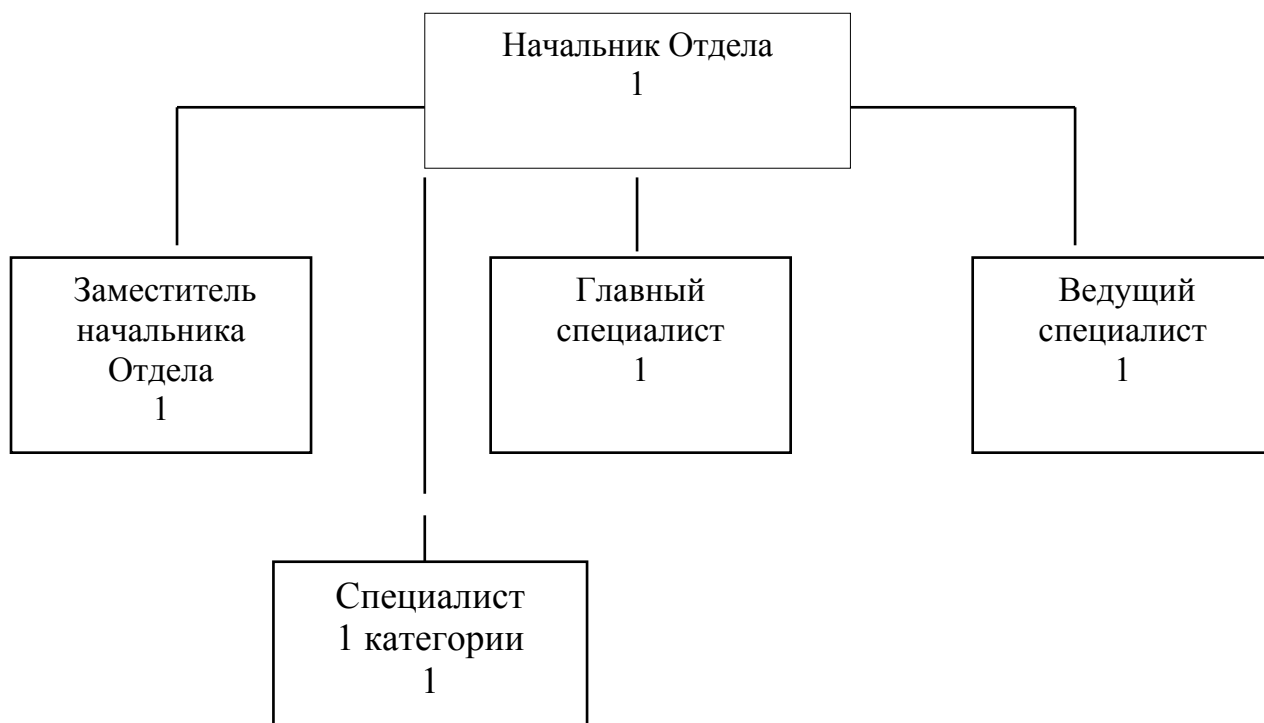 Начальник Отдела
1
Заместитель
начальника
Отдела
1
Главный
специалист
1
Ведущий
специалист
1
Специалист
1 категории
1